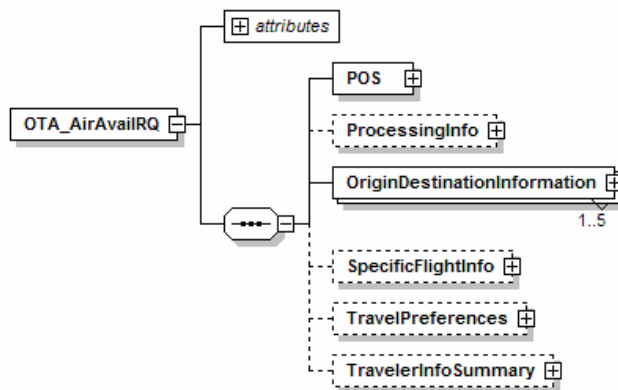 attributes
POS
OTA_AirAvailRQ
ProcessingInfo
OriginDestinationInformation
1..5
SpecificFlightInfo
TravelPreferences
TravelerInfoSummary